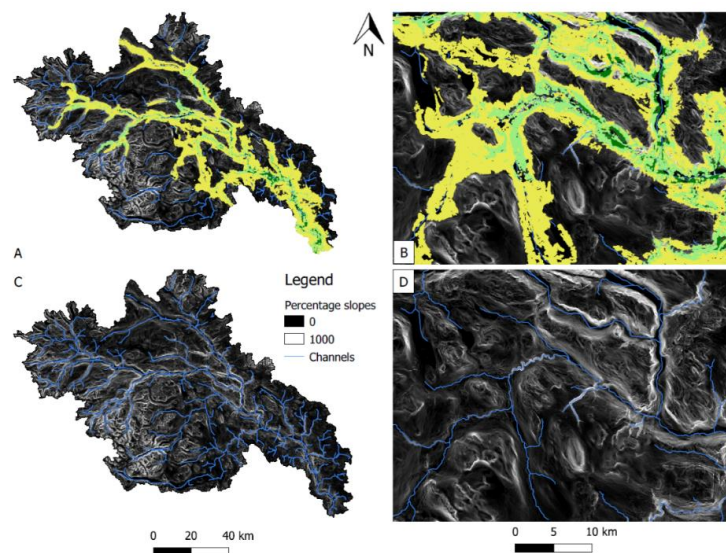 N
A
B
C
Legend
Percentage slopes
0
1000
Channels
D
0 20 40 km
0 5 10 km